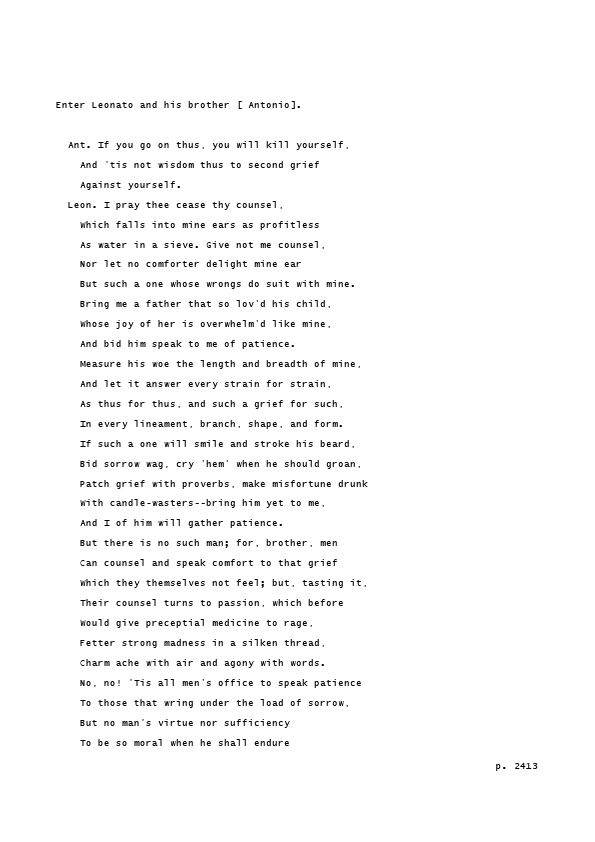 Enter Leonato and his brother [ Antonio].
Ant. If you go on thus, you will kill yourself,
And 'tis not wisdom thus to second grief
Against yourself.
Leon. I pray thee cease thy counsel,
Which falls into mine ears as profitless
As water in a sieve. Give not me counsel,
Nor let no comforter delight mine ear
But such a one whose wrongs do suit with mine.
Bring me a father that so lov'd his child,
Whose joy of her is overwhelm'd like mine,
And bid him speak to me of patience.
Measure his woe the length and breadth of mine,
And let it answer every strain for strain,
As thus for thus, and such a grief for such,
In every lineament, branch, shape, and form.
If such a one will smile and stroke his beard,
Bid sorrow wag, cry 'hem' when he should groan,
Patch grief with proverbs, make misfortune drunk
With candle-wasters--bring him yet to me,
And I of him will gather patience.
But there is no such man; for, brother, men
Can counsel and speak comfort to that grief
Which they themselves not feel; but, tasting it,
Their counsel turns to passion, which before
Would give preceptial medicine to rage,
Fetter strong madness in a silken thread,
Charm ache with air and agony with words.
No, no! 'Tis all men's office to speak patience
To those that wring under the load of sorrow,
But no man's virtue nor sufficiency
To be so moral when he shall endure
p. 2413